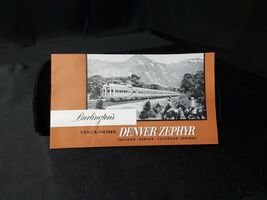 Burlington's
VISTA-DOME DENVER ZEPHYR
CHICAGO • DENVER • COLORADO SPRINGS